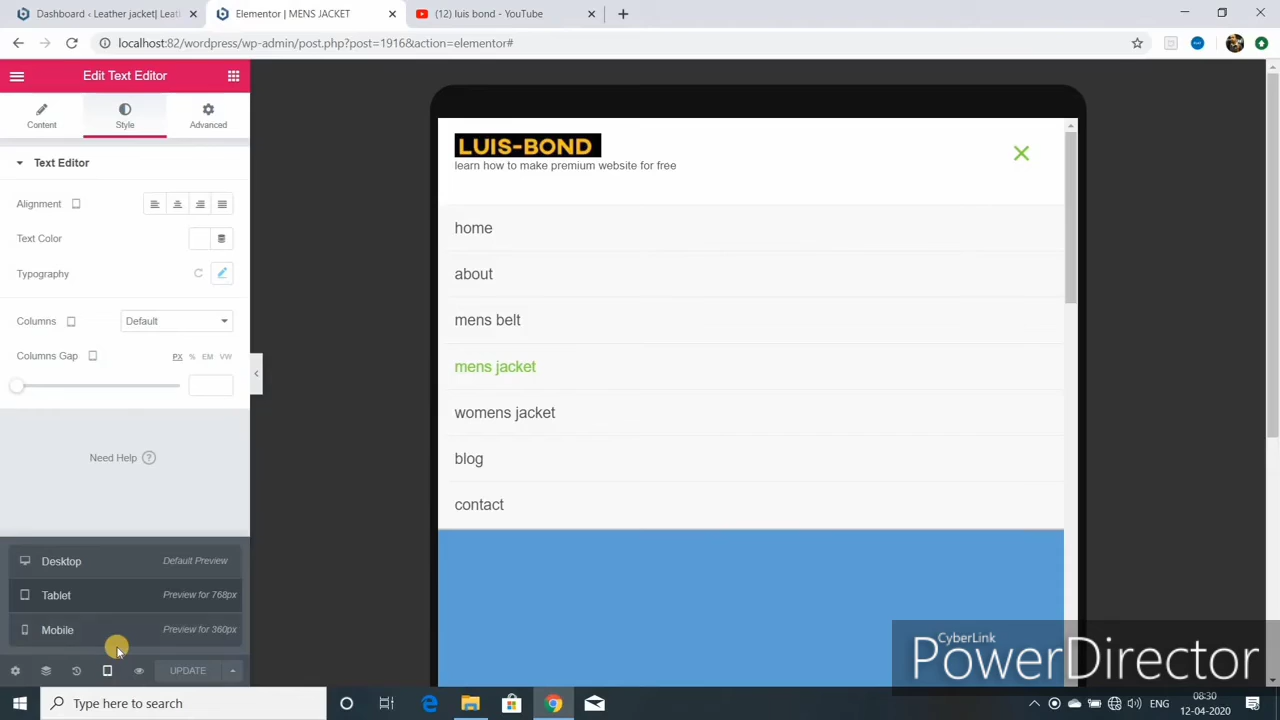 Dashboard ‹ Leather jacket| Leatl
Elementor | MENS JACKET
(12) luis bond - YouTube
localhost:82/wordpress/wp-admin/post.php?post=1916&action=elementor#
Edit Text Editor
Content
Style
Advanced
Text Editor
Alignment
Text Color
Typography
Columns
Default
Columns Gap
PX % EM VW
Need Help
Desktop
Default Preview
Tablet
Preview for 768px
Mobile
Preview for 360px
UPDATE
LUIS-BOND
learn how to make premium website for free
home
about
mens belt
mens jacket
womens jacket
blog
contact
CyberLink
PowerDirector
Type here to search
ENG
08:30
12-04-2020